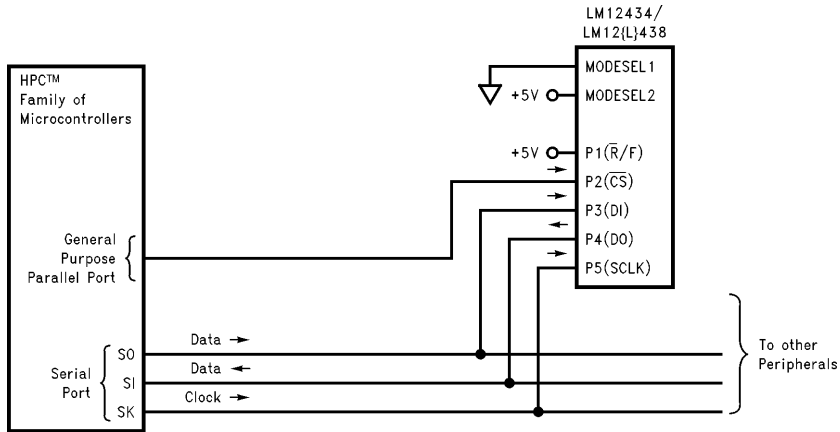 LM12434/
LM12{L}438
HPC™
Family of
Microcontrollers
MODESEL1
+5V MODESEL2
+5V P1(R̅/F)
P2(C̅S̅)
P3(DI)
P4(DO)
P5(SCLK)
General
Purpose
Parallel Port
Serial
Port
SO
SI
SK
Data →
Data ←
Clock →
To other
Peripherals